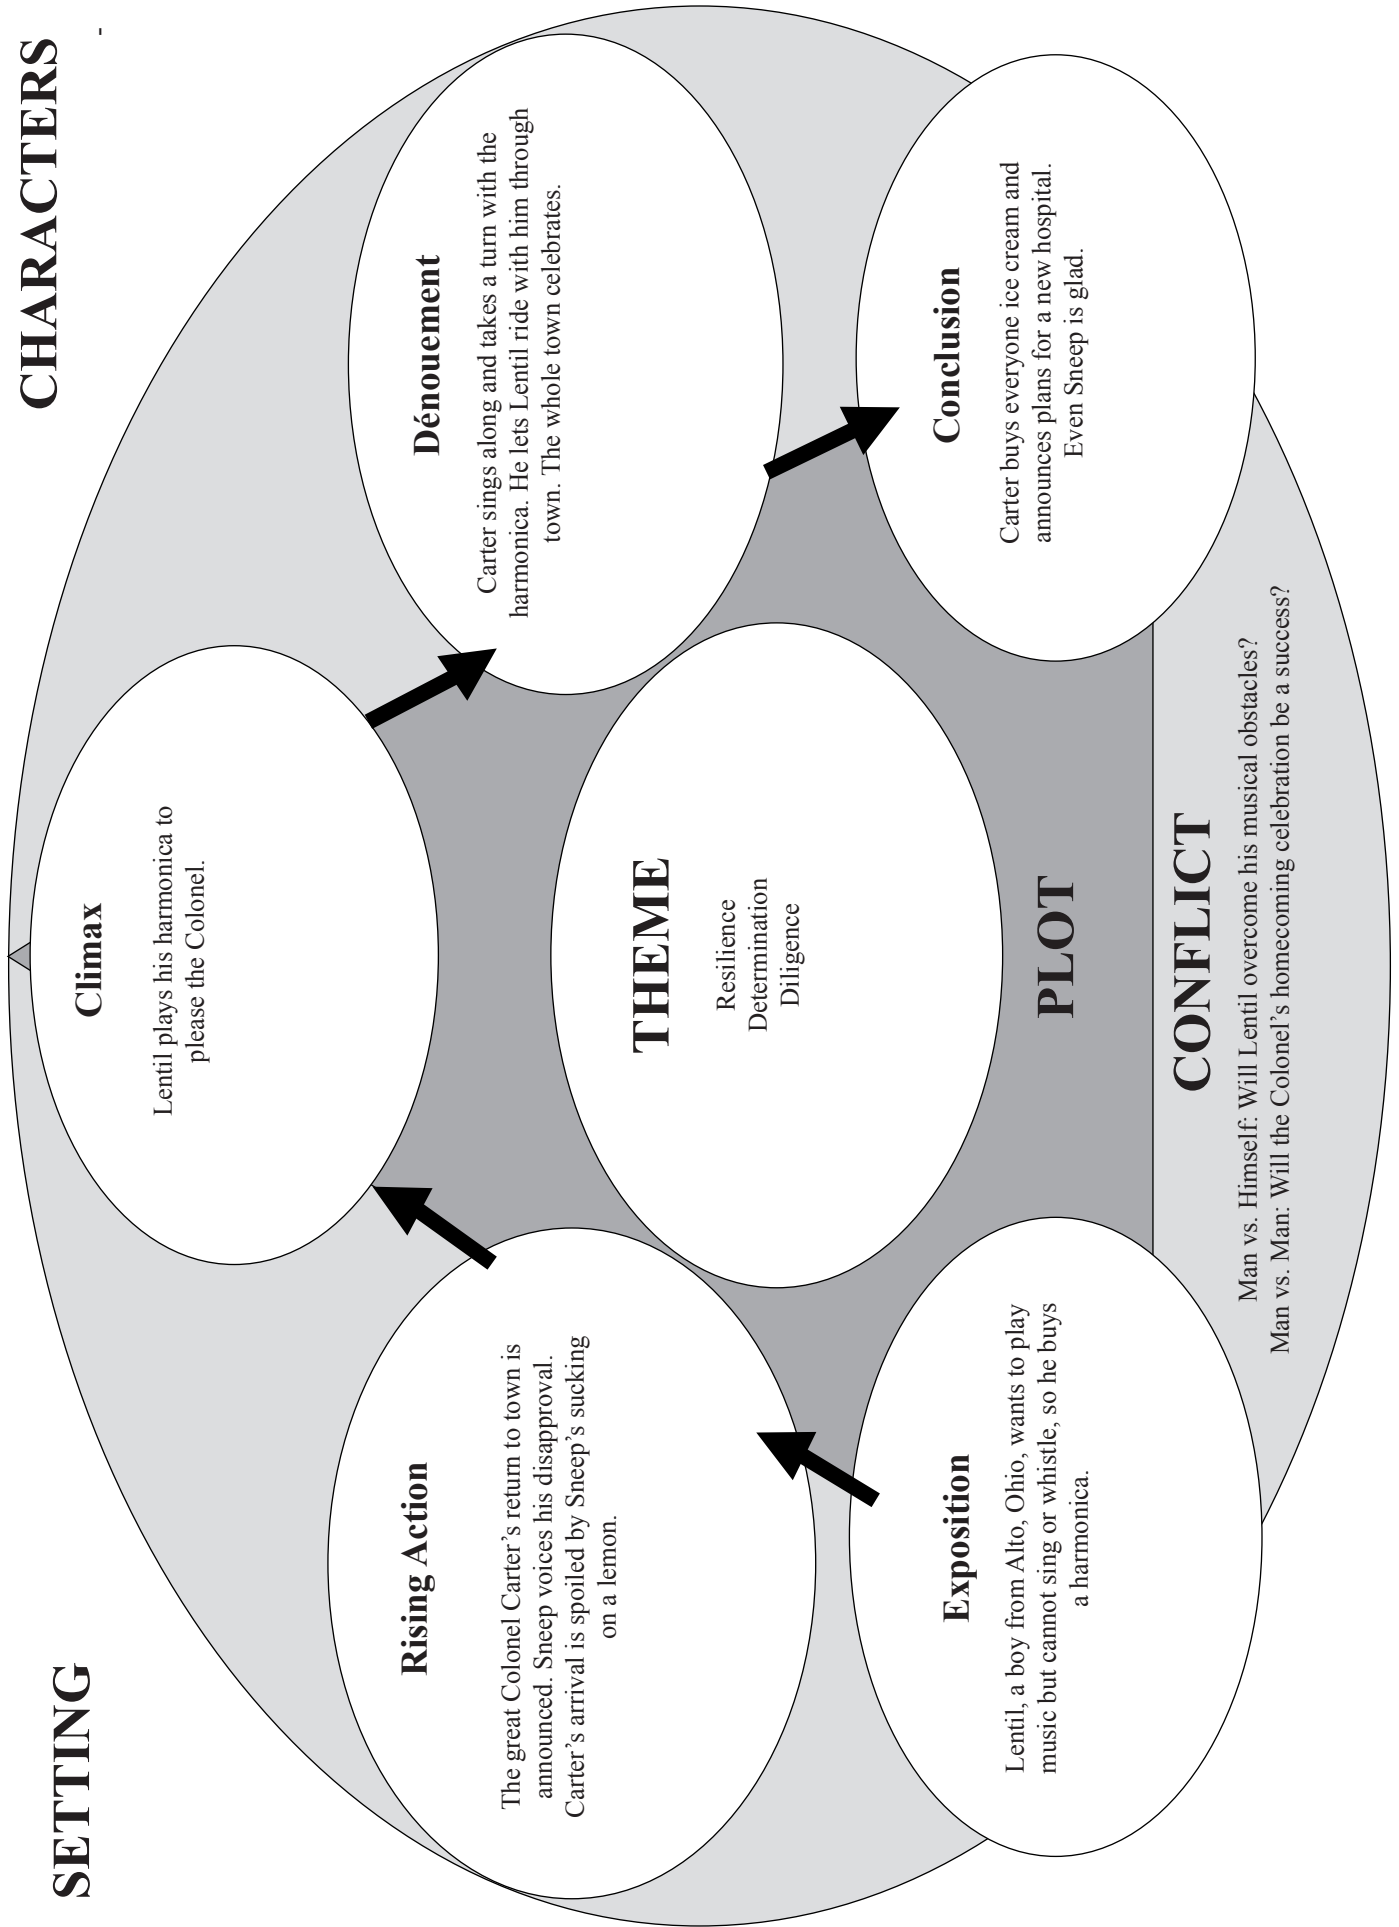 SETTING
CHARACTERS
Climax
Lentil plays his harmonica to
please the Colonel.
Rising Action
The great Colonel Carter’s return to town is
announced. Sneep voices his disapproval.
Carter’s arrival is spoiled by Sneep’s sucking
on a lemon.
Dénouement
Carter sings along and takes a turn with the
harmonica. He lets Lentil ride with him through
town. The whole town celebrates.
THEME
Resilience
Determination
Diligence
Exposition
Lentil, a boy from Alto, Ohio, wants to play
music but cannot sing or whistle, so he buys
a harmonica.
Conclusion
Carter buys everyone ice cream and
announces plans for a new hospital.
Even Sneep is glad.
PLOT
CONFLICT
Man vs. Himself: Will Lentil overcome his musical obstacles?
Man vs. Man: Will the Colonel’s homecoming celebration be a success?